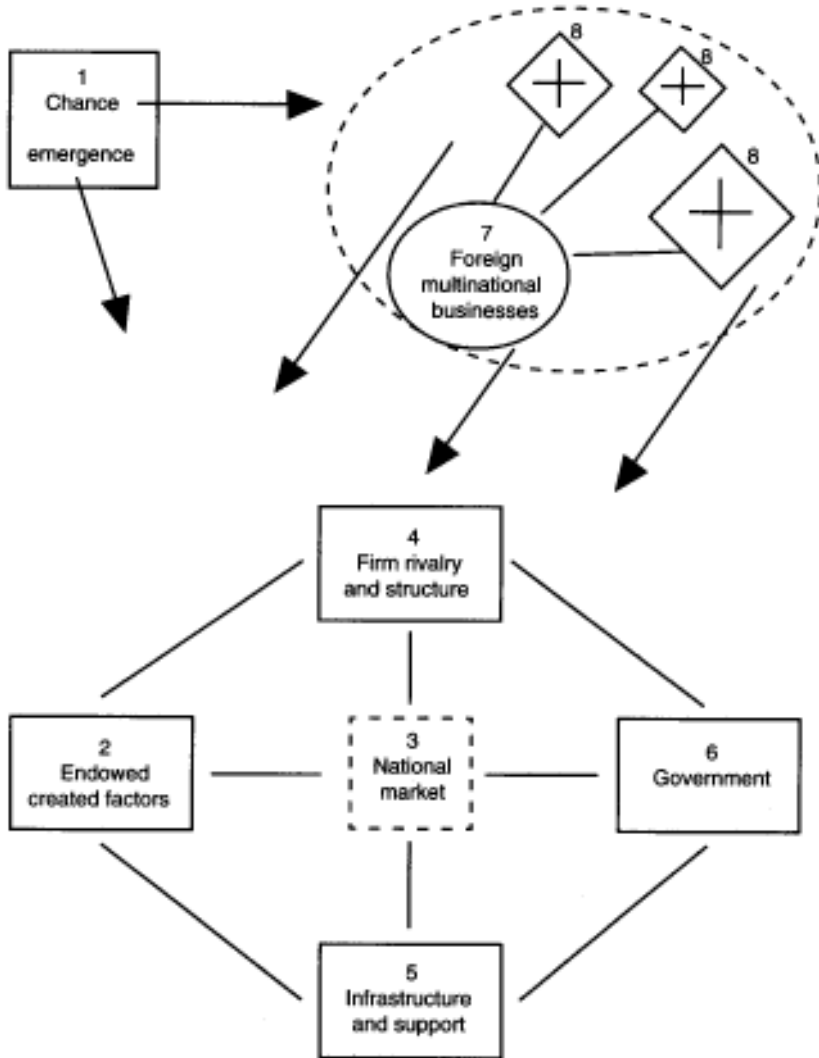 1
Chance
emergence
8
8
8
7
Foreign
multinational
businesses
4
Firm rivalry
and structure
2
Endowed
created factors
3
National
market
6
Government
5
Infrastructure
and support